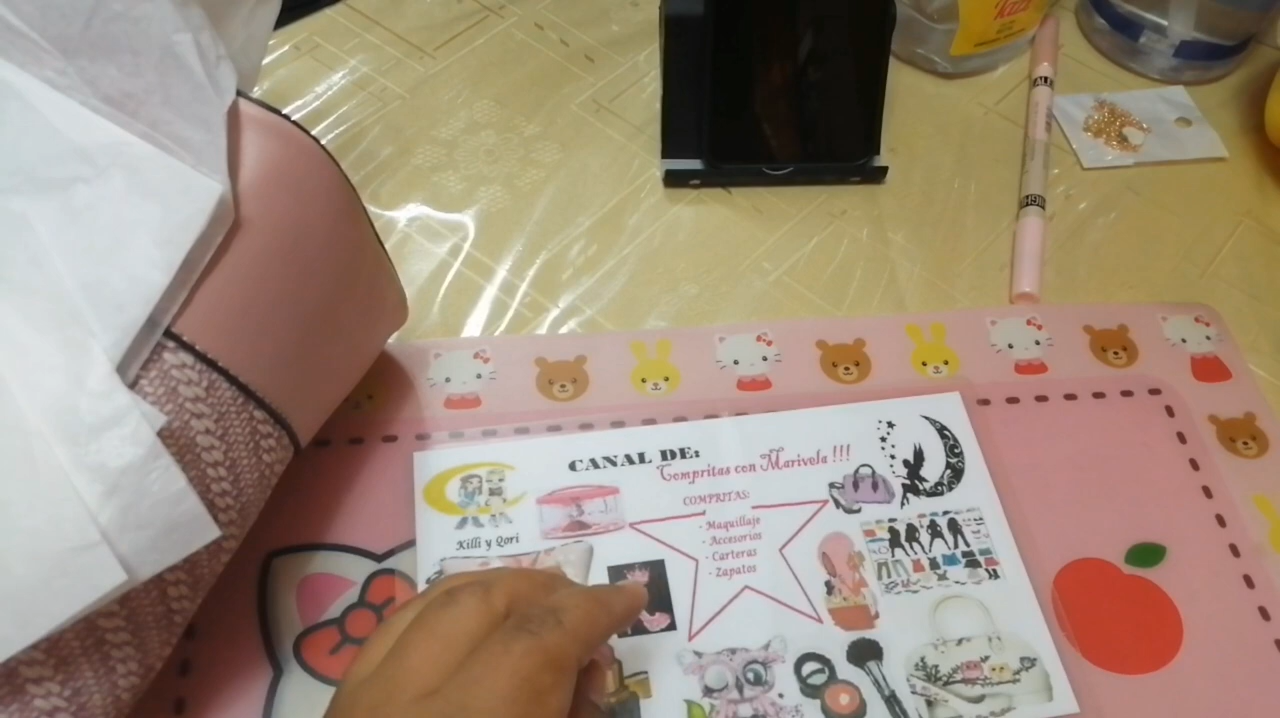 CANAL DE:
Compritas con Marivela !!!
COMPRITAS:
- Maquillaje
- Accesorios
- Carteras
- Zapatos
Killi y Qori